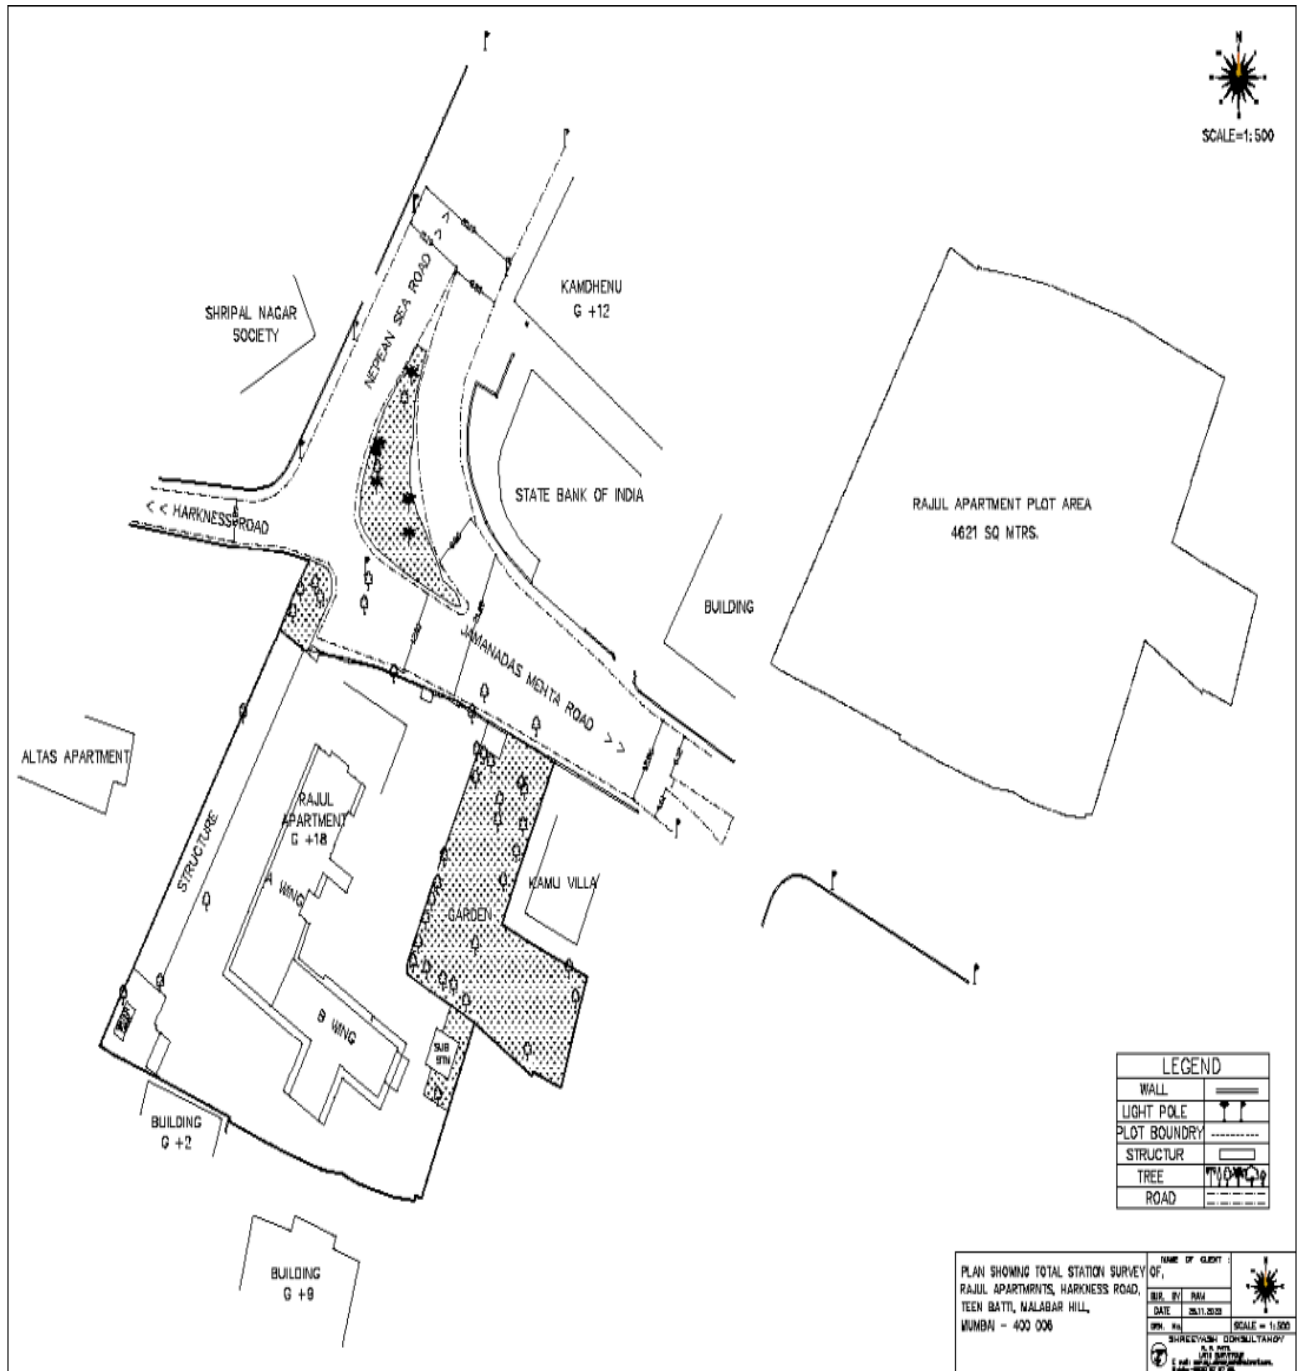 N
SCALE=1:500
NEPEAN SEA ROAD
KAMDHENU
G +12
SHRIPAL NAGAR
SOCIETY
STATE BANK OF INDIA
<< HARKNESS ROAD
BUILDING
RAJUL APARTMENT PLOT AREA
4621 SQ MTRS.
JAMANADAS MEHTA ROAD >>
ALTAS APARTMENT
STRUCTURE
RAJUL
APARTMENT
G +18
A WING
KAMU VILLA
GARDEN
B WING
SUB
STN
BUILDING
G +2
BUILDING
G +9
LEGEND
WALL
LIGHT POLE
PLOT BOUNDRY
STRUCTUR
TREE
ROAD
PLAN SHOWING TOTAL STATION SURVEY OF,
RAJUL APARTMRNTS, HARKNESS ROAD,
TEEN BATTI, MALABAR HILL,
MUMBAI - 400 006
NAME OF CLIENT :
SUR. BY
DATE
SCALE = 1:500
SHREEYASH CONSULTANCY